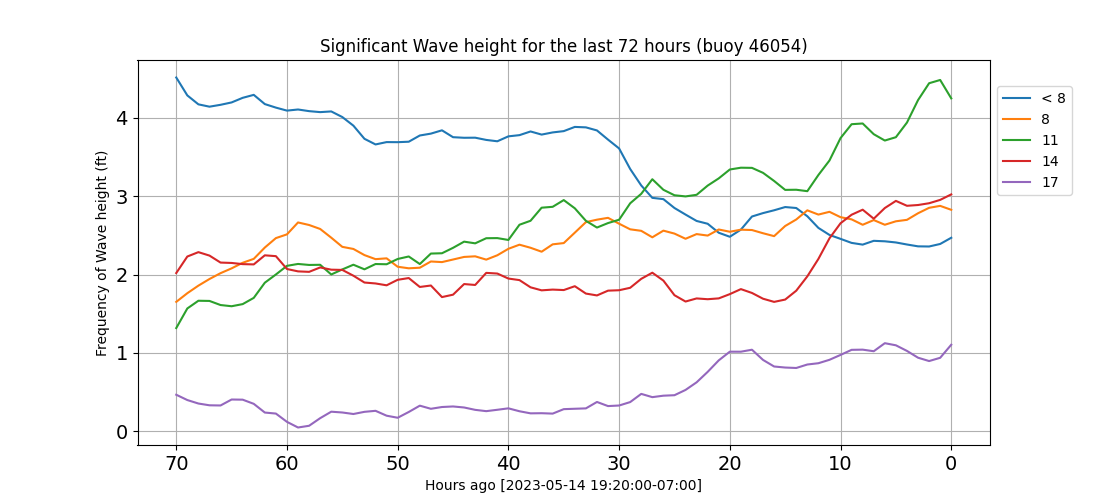 Significant Wave height for the last 72 hours (buoy 46054)
Frequency of Wave height (ft)
4
3
2
1
0
70 60 50 40 30 20 10 0
Hours ago [2023-05-14 19:20:00-07:00]
< 8
8
11
14
17